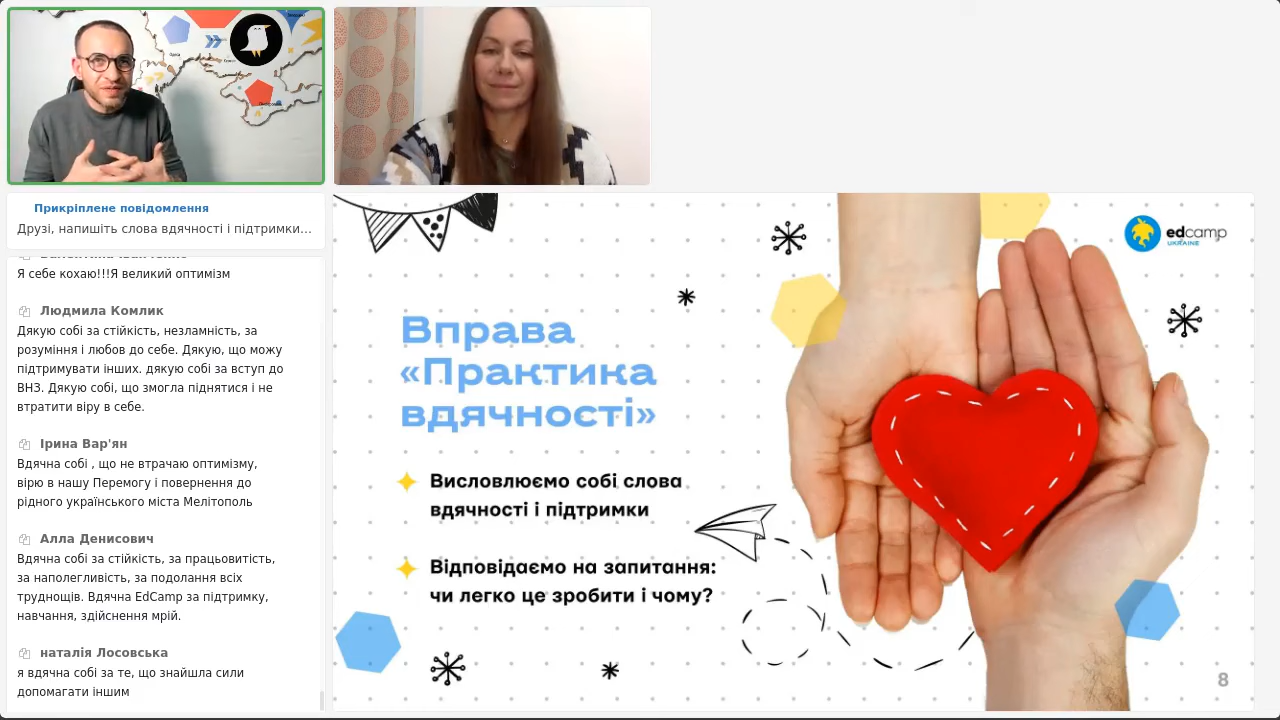 Прикріплене повідомлення
Друзі, напишіть слова вдячності і підтримки...
Я себе кохаю!!!Я великий оптимізм
Людмила Комлик
Дякую собі за стійкість, незламність, за
розуміння і любов до себе. Дякую, що можу
підтримувати інших. дякую собі за вступ до
ВНЗ. Дякую собі, що змогла піднятися і не
втратити віру в себе.
Ірина Вар'ян
Вдячна собі , що не втрачаю оптимізму,
вірю в нашу Перемогу і повернення до
рідного українського міста Мелітополь
Алла Денисович
Вдячна собі за стійкість, за працьовитість,
за наполегливість, за подолання всіх
труднощів. Вдячна EdCamp за підтримку,
навчання, здійснення мрій.
наталія Лосовська
я вдячна собі за те, що знайшла сили
допомагати іншим
edcamp
UKRAINE
Вправа
«Практика
вдячності»
Висловлюємо собі слова
вдячності і підтримки
Відповідаємо на запитання:
чи легко це зробити і чому?
8